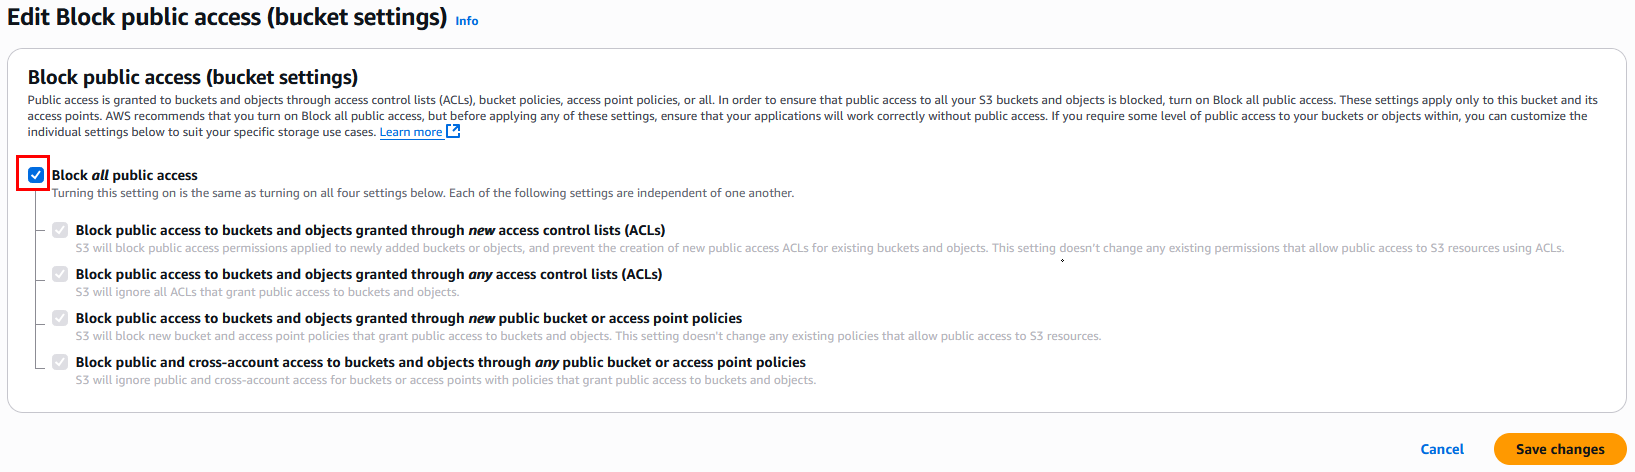 Edit Block public access (bucket settings) Info
Block public access (bucket settings)
Public access is granted to buckets and objects through access control lists (ACLs), bucket policies, access point policies, or all. In order to ensure that public access to all your S3 buckets and objects is blocked, turn on Block all public access. These settings apply only to this bucket and its
access points. AWS recommends that you turn on Block all public access, but before applying any of these settings, ensure that your applications will work correctly without public access. If you require some level of public access to your buckets or objects within, you can customize the
individual settings below to suit your specific storage use cases. Learn more
Block all public access
Turning this setting on is the same as turning on all four settings below. Each of the following settings are independent of one another.
Block public access to buckets and objects granted through new access control lists (ACLs)
S3 will block public access permissions applied to newly added buckets or objects, and prevent the creation of new public access ACLs for existing buckets and objects. This setting doesn't change any existing permissions that allow public access to S3 resources using ACLs.
Block public access to buckets and objects granted through any access control lists (ACLs)
S3 will ignore all ACLs that grant public access to buckets and objects.
Block public access to buckets and objects granted through new public bucket or access point policies
S3 will block new bucket and access point policies that grant public access to buckets and objects. This setting doesn't change any existing policies that allow public access to S3 resources.
Block public and cross-account access to buckets and objects through any public bucket or access point policies
S3 will ignore public and cross-account access for buckets or access points with policies that grant public access to buckets and objects.
Cancel Save changes